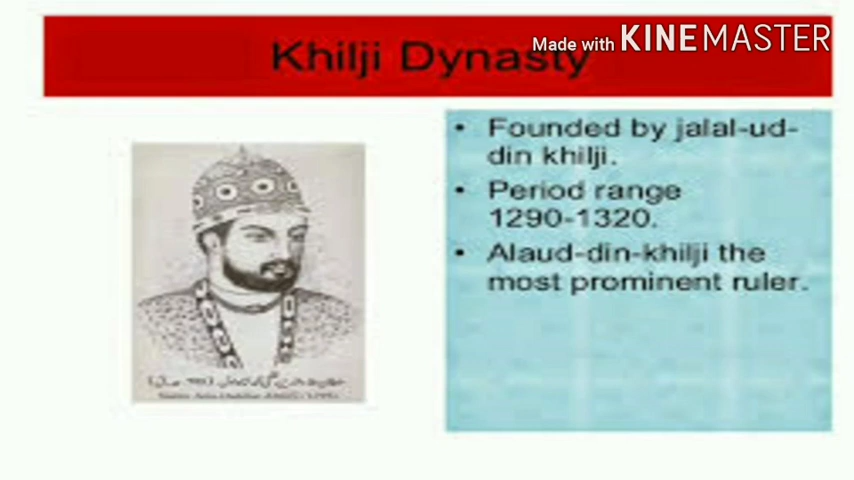 Khilji Dynasty
Made with KINEMASTER
• Founded by jalal-ud-
din khilji.
• Period range
1290-1320.
• Alaud-din-khilji the
most prominent ruler.